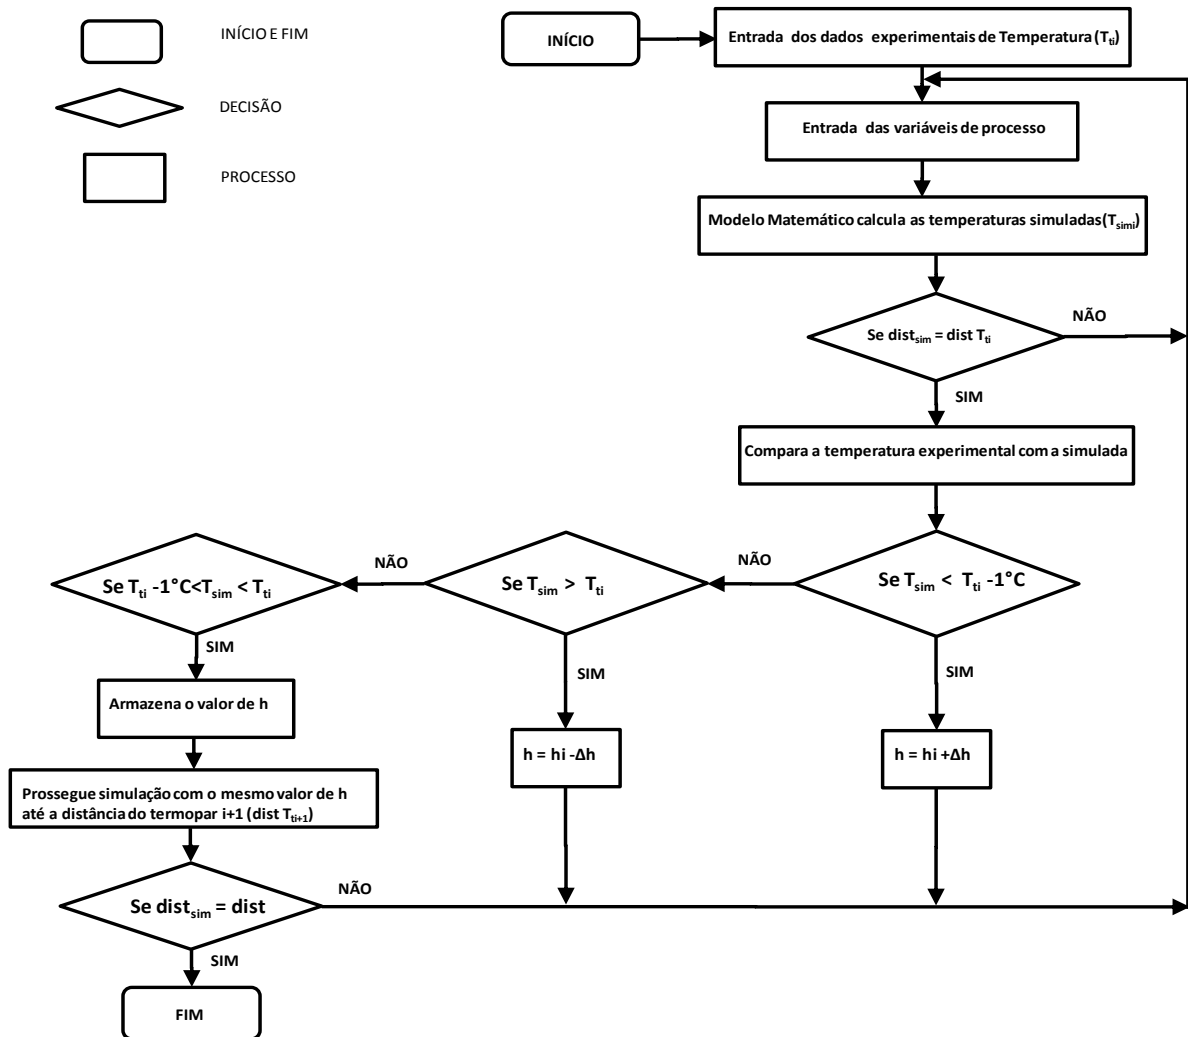 INÍCIO E FIM
DECISÃO
PROCESSO
INÍCIO
Entrada dos dados experimentais de Temperatura (Tti)
Entrada das variáveis de processo
Modelo Matemático calcula as temperaturas simuladas(Tsimi)
Se distsim = dist Tti
NÃO
SIM
Compara a temperatura experimental com a simulada
Se Tsim < Tti -1°C
NÃO
SIM
h = hi +Δh
Se Tsim > Tti
NÃO
SIM
h = hi -Δh
Se Tti -1°C<Tsim < Tti
SIM
Armazena o valor de h
Prossegue simulação com o mesmo valor de h
até a distância do termopar i+1 (dist Tti+1)
Se distsim = dist
NÃO
SIM
FIM